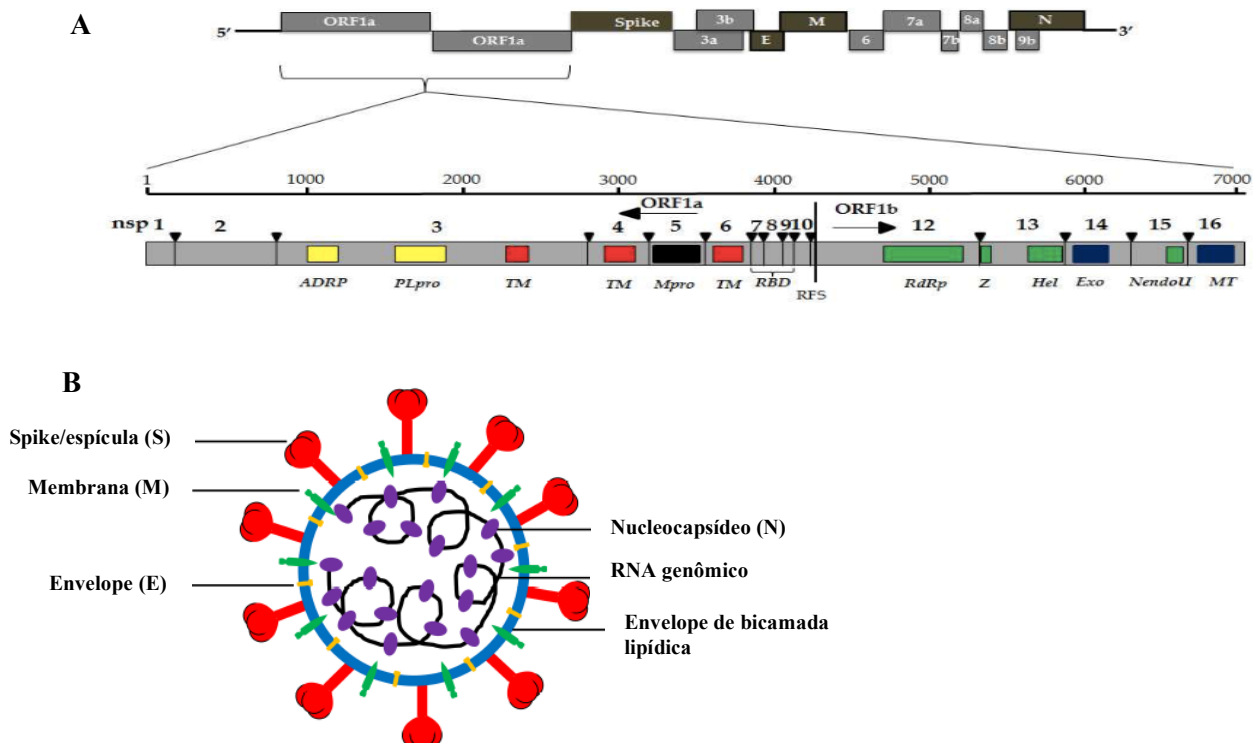 A
ORF1a Spike 3b M 7a 8a N
5' 3'
ORF1a 3a E 6 7b 8b 9b
1 1000 2000 3000 4000 5000 6000 7000
ORF1a ORF1b
nsp 1 2 3 4 5 6 7 8 9 10 12 13 14 15 16
ADRP PLpro TM TM Mpro TM RBD RFS RdRp Z Hel Exo NendoU MT
B
Spike/espícula (S)
Membrana (M)
Envelope (E)
Nucleocapsídeo (N)
RNA genômico
Envelope de bicamada
lipídica